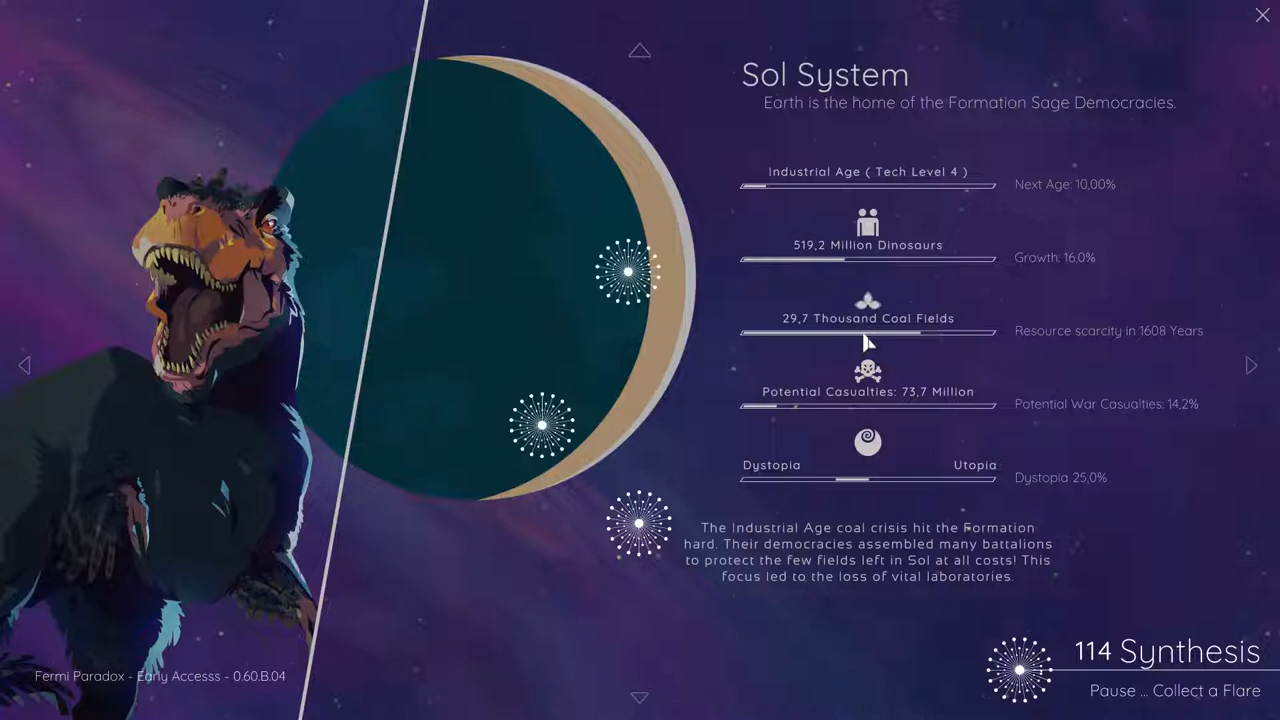 Sol System
Earth is the home of the Formation Sage Democracies.
Industrial Age ( Tech Level 4 )
Next Age: 10,00%
519,2 Million Dinosaurs
Growth: 16,0%
29,7 Thousand Coal Fields
Resource scarcity in 1608 Years
Potential Casualties: 73,7 Million
Potential War Casualties: 14,2%
Dystopia
Utopia
Dystopia 25,0%
The Industrial Age coal crisis hit the Formation
hard. Their democracies assembled many battalions
to protect the few fields left in Sol at all costs! This
focus led to the loss of vital laboratories.
114 Synthesis
Pause ... Collect a Flare
Fermi Paradox - Early Accesss - 0.60.B.04